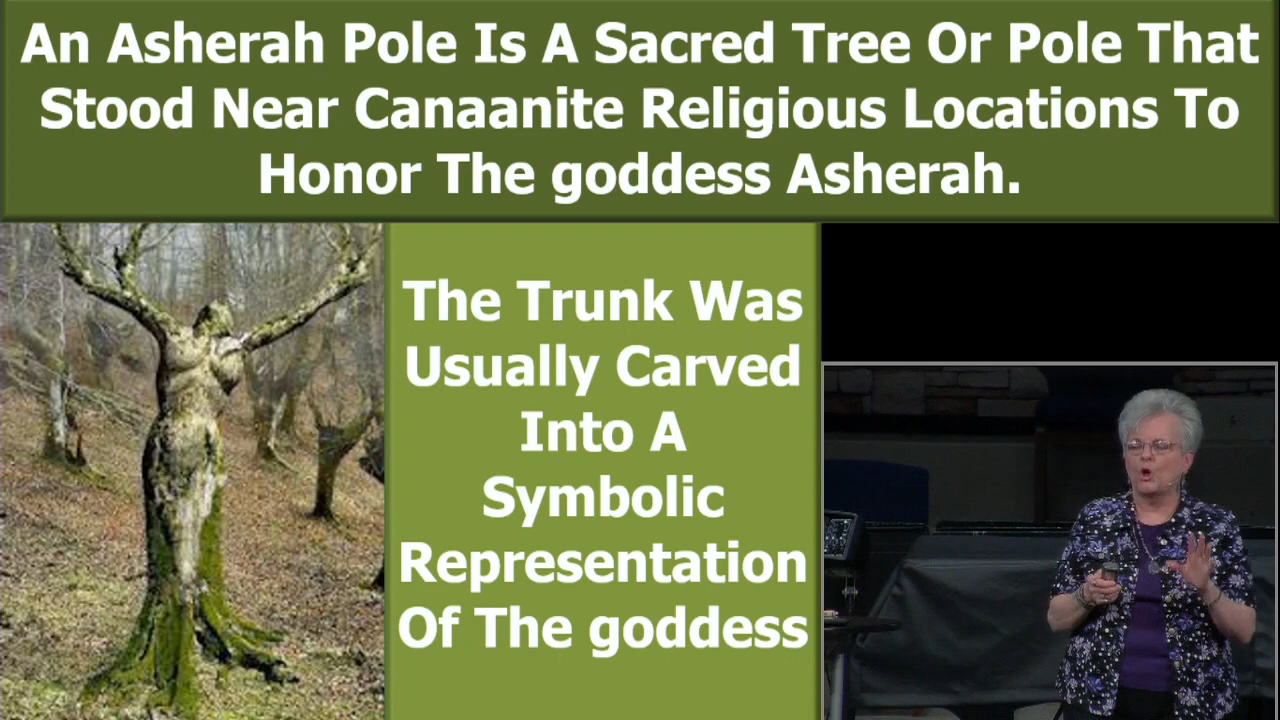 An Asherah Pole Is A Sacred Tree Or Pole That
Stood Near Canaanite Religious Locations To
Honor The goddess Asherah.
The Trunk Was
Usually Carved
Into A
Symbolic
Representation
Of The goddess